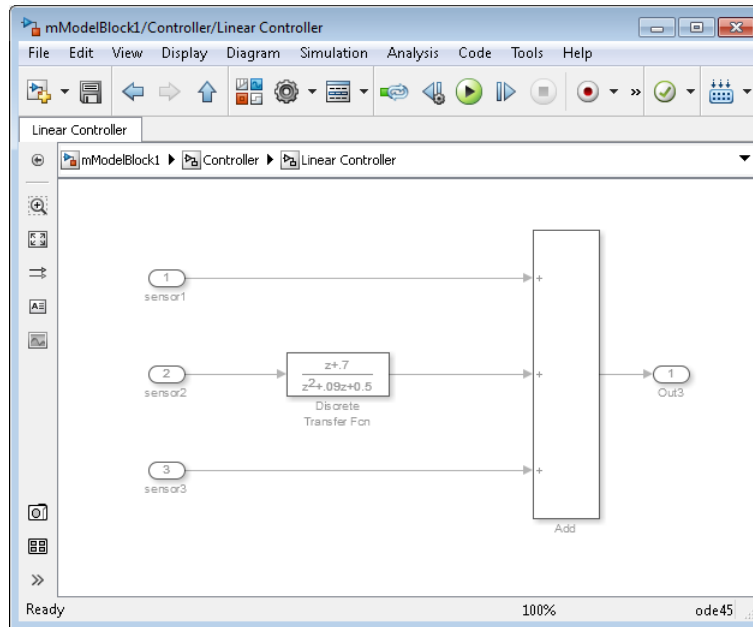 mModelBlock1/Controller/Linear Controller
File Edit View Display Diagram Simulation Analysis Code Tools Help
»
Linear Controller
mModelBlock1 Controller Linear Controller
1
sensor1
+
z+.7
z²+.09z+0.5
2
sensor2
+
1
Out3
Discrete
Transfer Fcn
3
sensor3
+
Add
»
Ready 100% ode45